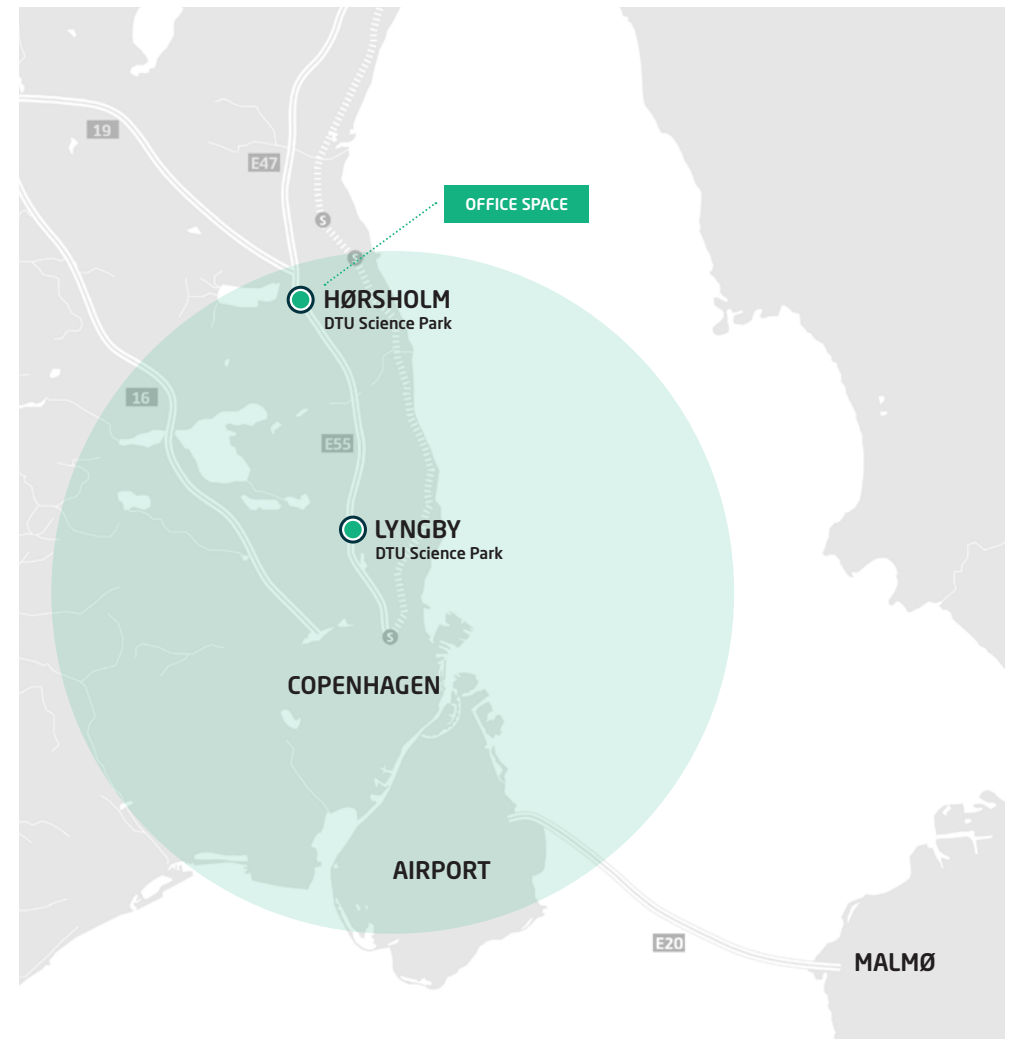 19
E47
S
OFFICE SPACE
S
HØRSHOLM
DTU Science Park
16
E55
LYNGBY
DTU Science Park
S
COPENHAGEN
AIRPORT
E20
MALMØ